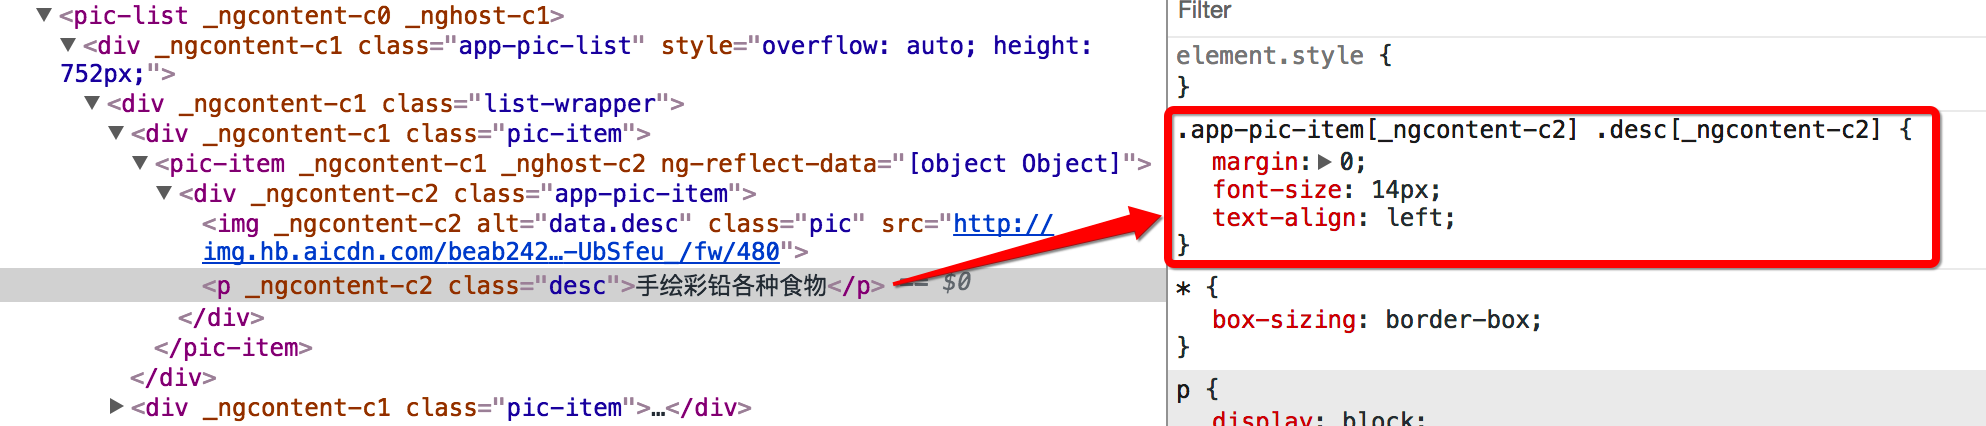 <pic-list _ngcontent-c0 _nghost-c1>
<div _ngcontent-c1 class="app-pic-list" style="overflow: auto; height:
752px;">
<div _ngcontent-c1 class="list-wrapper">
<div _ngcontent-c1 class="pic-item">
<pic-item _ngcontent-c1 _nghost-c2 ng-reflect-data="[object Object]">
<div _ngcontent-c2 class="app-pic-item">
<img _ngcontent-c2 alt="data.desc" class="pic" src="http://
img.hb.aicdn.com/beab242…-UbSfeu_/fw/480">
<p _ngcontent-c2 class="desc">手绘彩铅各种食物</p> == $0
</div>
</pic-item>
</div>
<div _ngcontent-c1 class="pic-item">…</div>
Filter
element.style {
}
.app-pic-item[_ngcontent-c2] .desc[_ngcontent-c2] {
margin: 0;
font-size: 14px;
text-align: left;
}
* {
box-sizing: border-box;
}
p {
display: block;